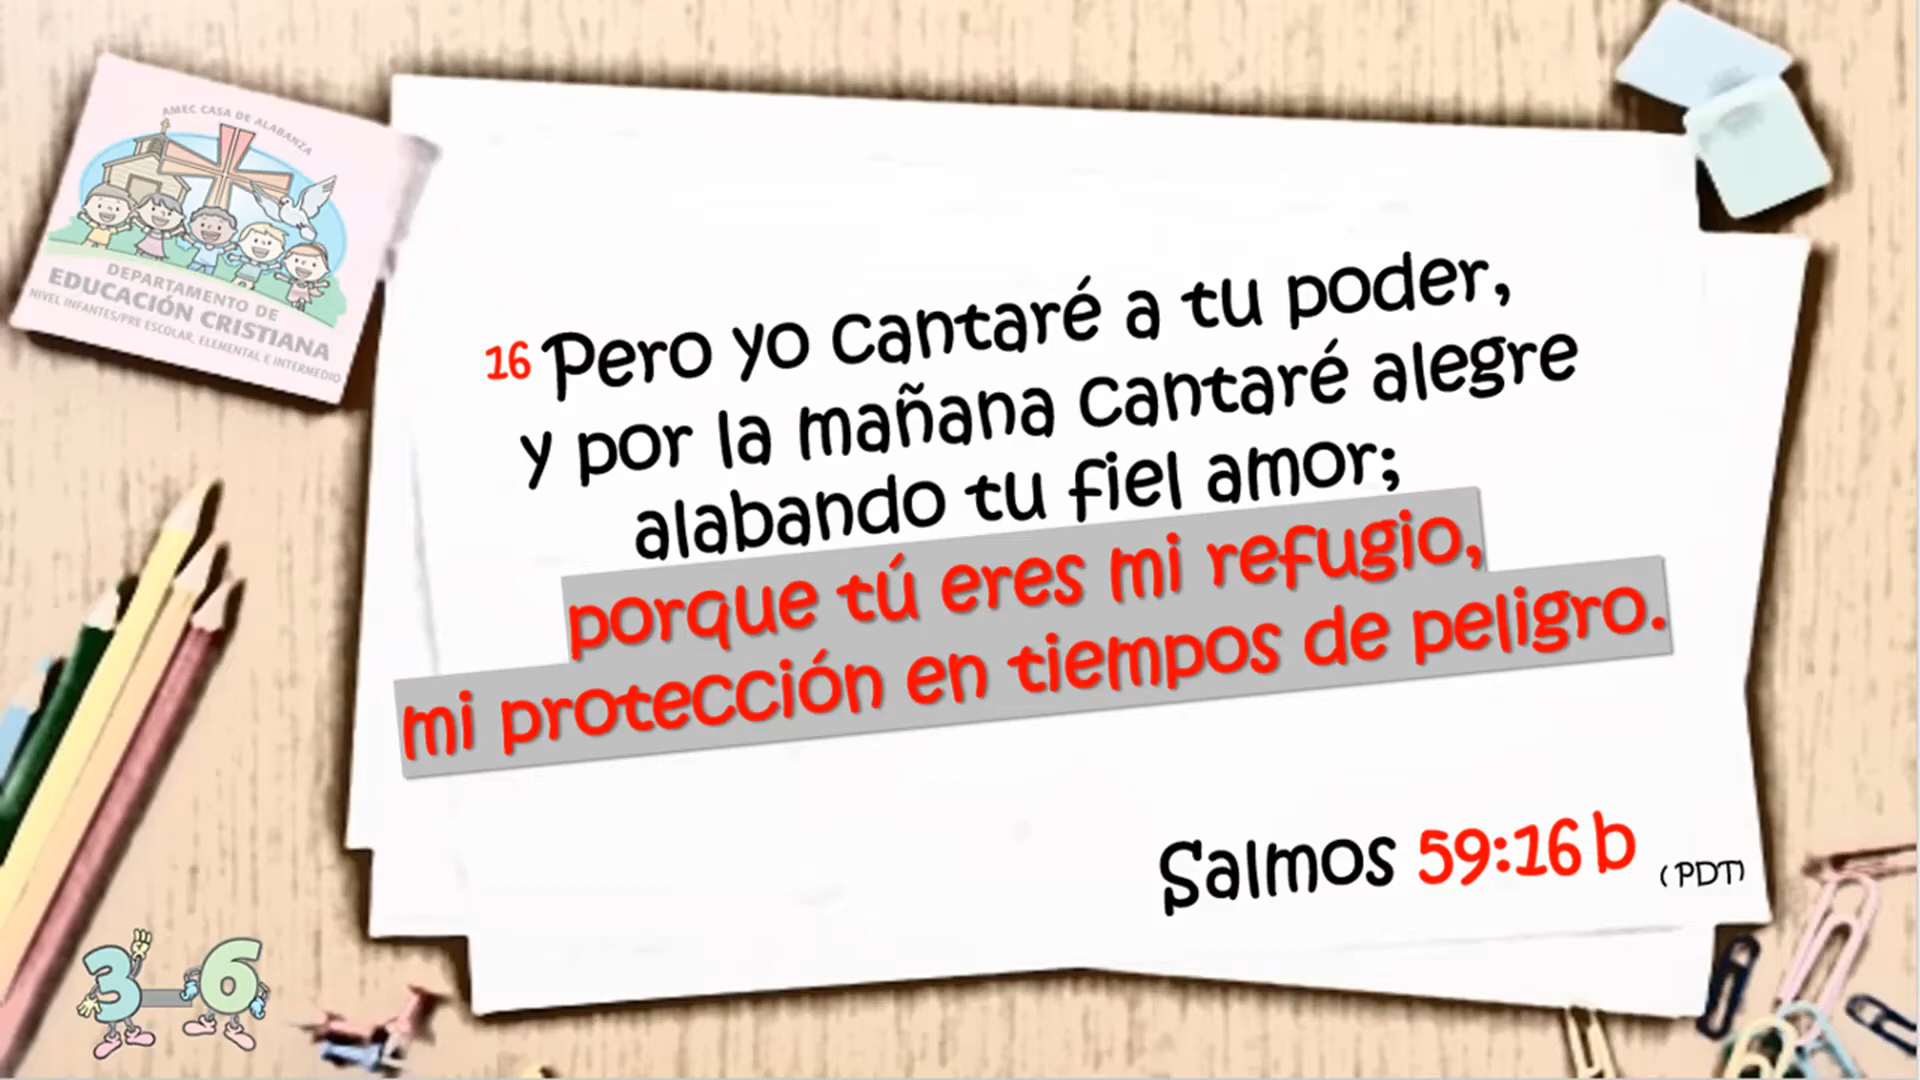 AMEC CASA DE ALABANZA
DEPARTAMENTO DE
EDUCACIÓN CRISTIANA
NIVEL INFANTES/PRE ESCOLAR, ELEMENTAL E INTERMEDIO
16 Pero yo cantaré a tu poder,
y por la mañana cantaré alegre
alabando tu fiel amor;
porque tú eres mi refugio,
mi protección en tiempos de peligro.
Salmos 59:16 b (PDT)
3-6